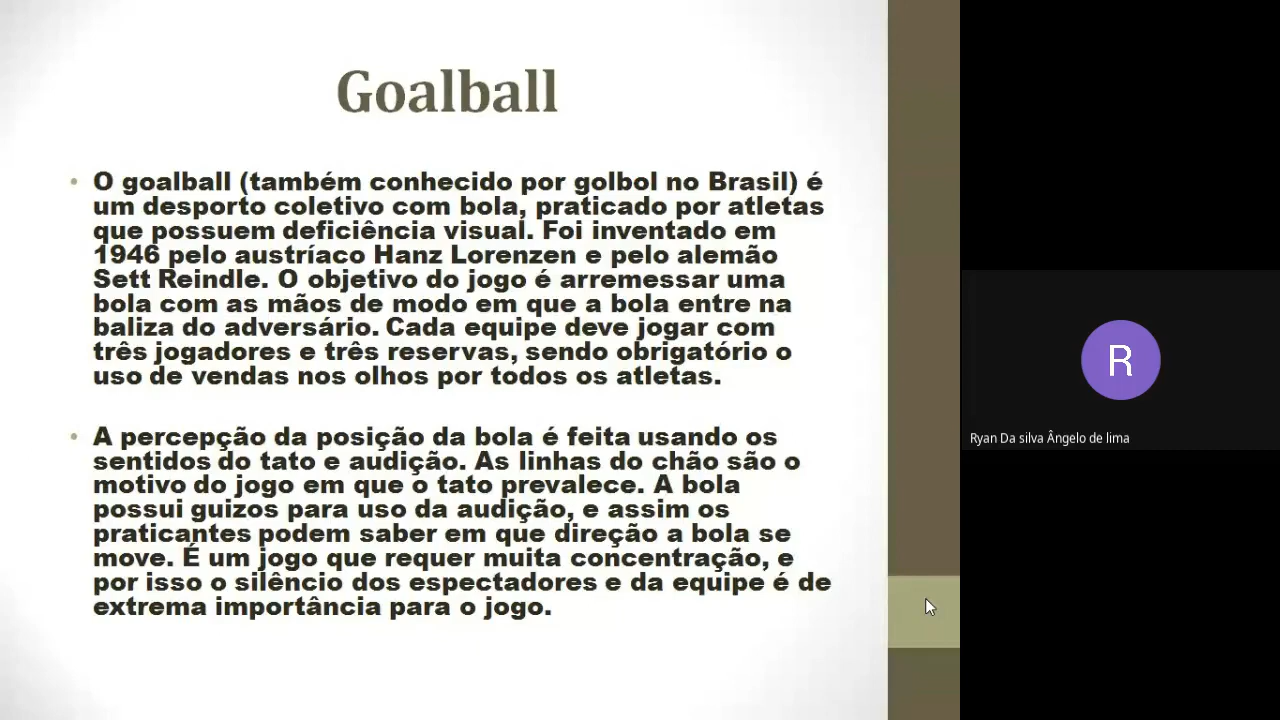 Goalball
• O goalball (também conhecido por golbol no Brasil) é
um desporto coletivo com bola, praticado por atletas
que possuem deficiência visual. Foi inventado em
1946 pelo austríaco Hanz Lorenzen e pelo alemão
Sett Reindle. O objetivo do jogo é arremessar uma
bola com as mãos de modo em que a bola entre na
baliza do adversário. Cada equipe deve jogar com
três jogadores e três reservas, sendo obrigatório o
uso de vendas nos olhos por todos os atletas.
• A percepção da posição da bola é feita usando os
sentidos do tato e audição. As linhas do chão são o
motivo do jogo em que o tato prevalece. A bola
possui guizos para uso da audição, e assim os
praticantes podem saber em que direção a bola se
move. É um jogo que requer muita concentração, e
por isso o silêncio dos espectadores e da equipe é de
extrema importância para o jogo.
R
Ryan Da silva Ângelo de lima